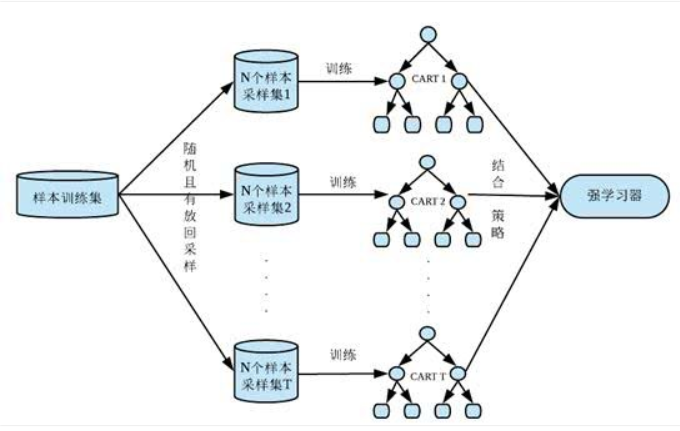 样本训练集
随机且有放回采样
N个样本
采样集1
训练
CART 1
N个样本
采样集2
训练
CART 2
N个样本
采样集T
训练
CART T
结合
策略
强学习器